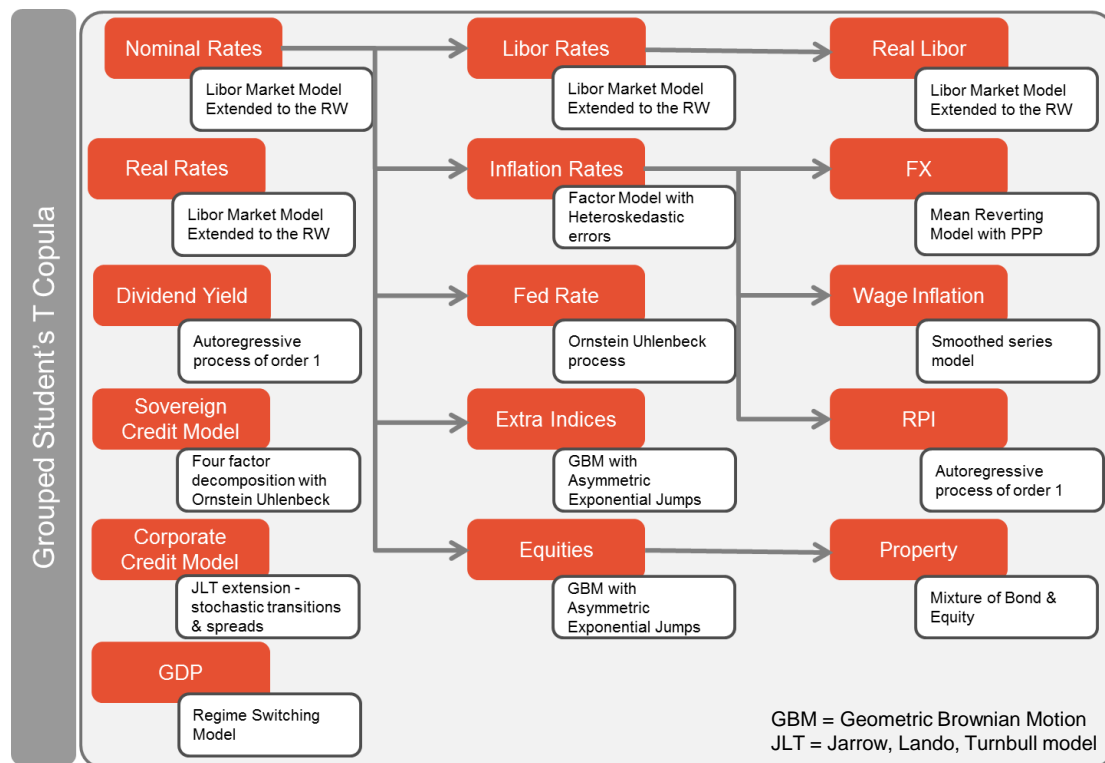 Grouped Student's T Copula
Nominal Rates
Libor Market Model
Extended to the RW
Libor Rates
Libor Market Model
Extended to the RW
Real Libor
Libor Market Model
Extended to the RW
Real Rates
Libor Market Model
Extended to the RW
Inflation Rates
Factor Model with
Heteroskedastic
errors
FX
Mean Reverting
Model with PPP
Dividend Yield
Autoregressive
process of order 1
Fed Rate
Ornstein Uhlenbeck
process
Wage Inflation
Smoothed series
model
Sovereign
Credit Model
Four factor
decomposition with
Ornstein Uhlenbeck
Extra Indices
GBM with
Asymmetric
Exponential Jumps
RPI
Autoregressive
process of order 1
Corporate
Credit Model
JLT extension -
stochastic transitions
& spreads
Equities
GBM with
Asymmetric
Exponential Jumps
Property
Mixture of Bond &
Equity
GDP
Regime Switching
Model
GBM = Geometric Brownian Motion
JLT = Jarrow, Lando, Turnbull model